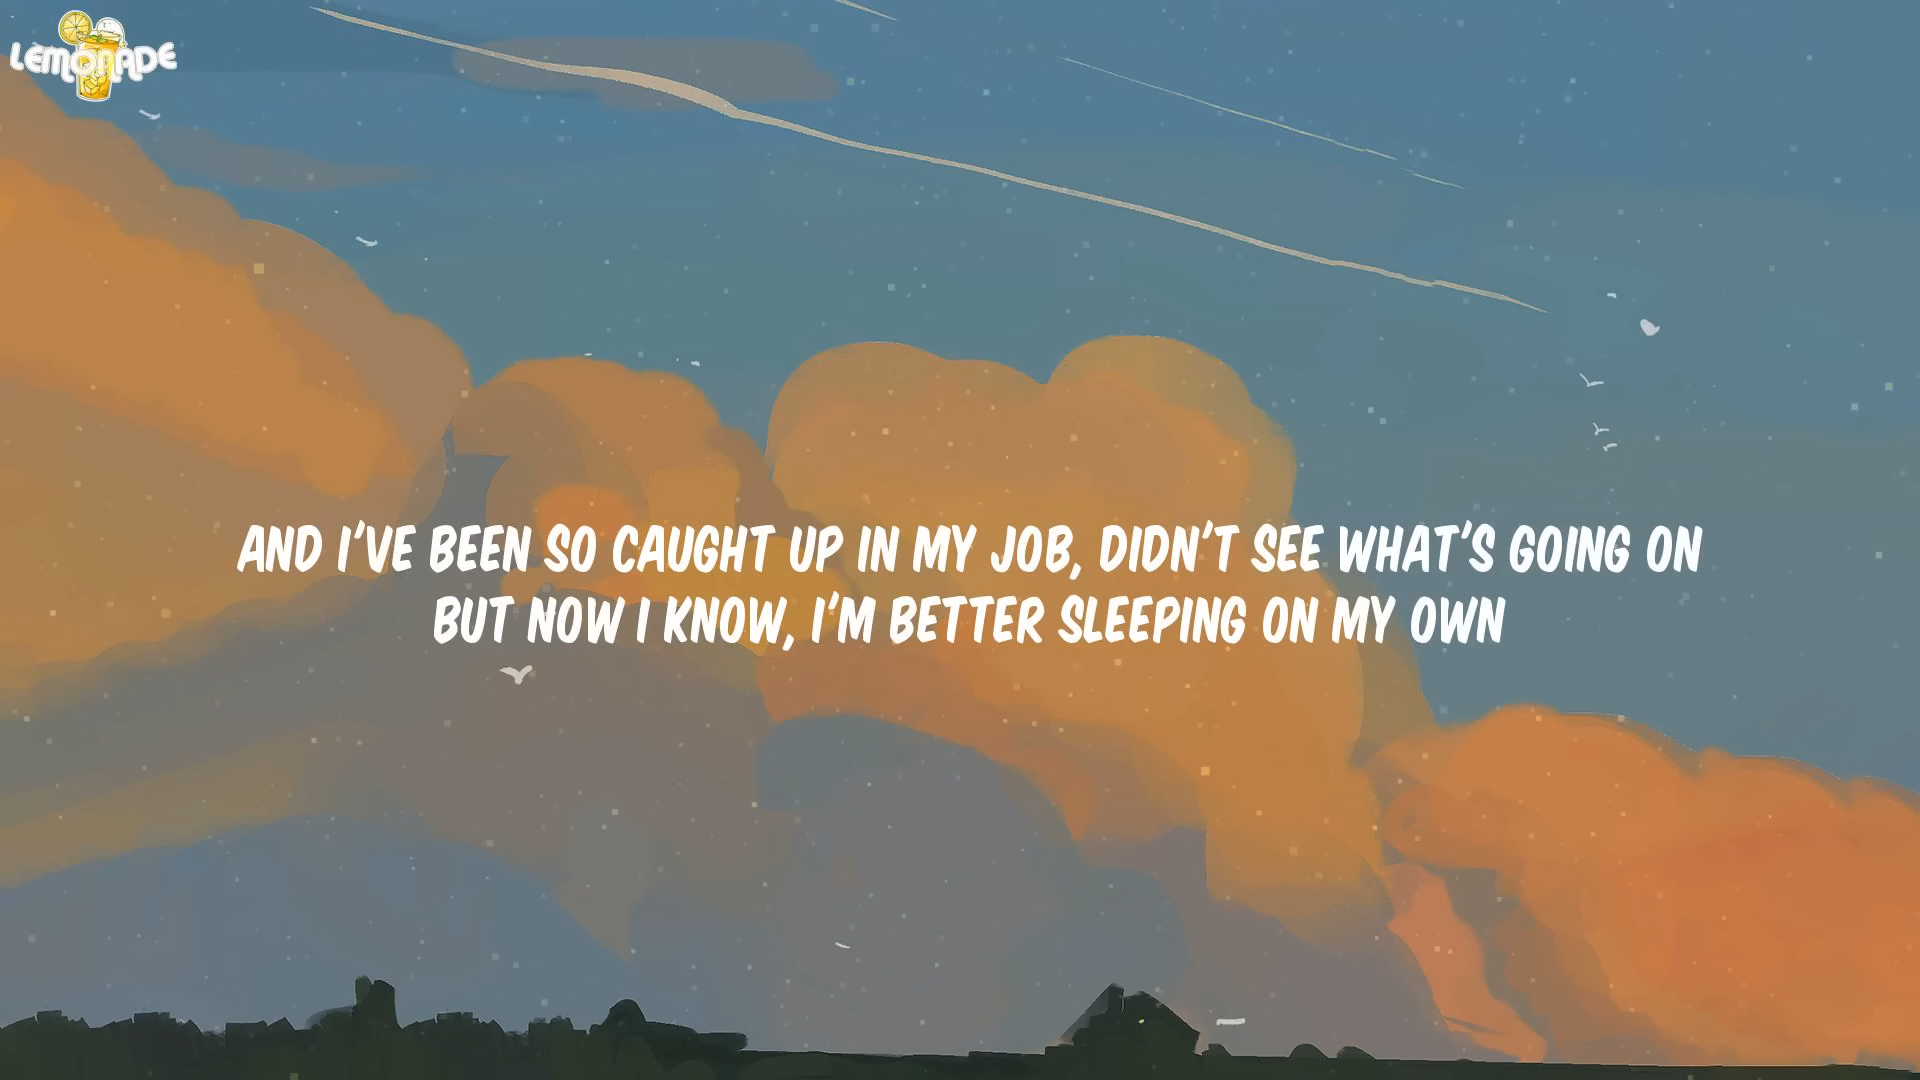 LEMONADE
AND I'VE BEEN SO CAUGHT UP IN MY JOB, DIDN'T SEE WHAT'S GOING ON
BUT NOW I KNOW, I'M BETTER SLEEPING ON MY OWN